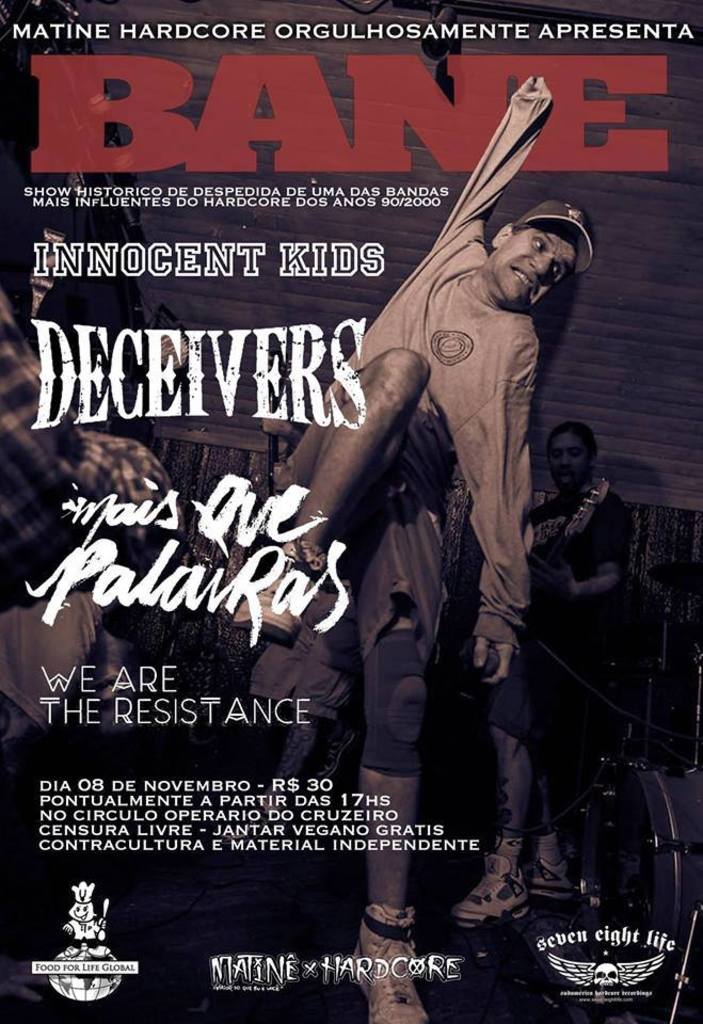 MATINE HARDCORE ORGULHOSAMENTE APRESENTA
BANE
SHOW HISTORICO DE DESPEDIDA DE UMA DAS BANDAS
MAIS INFLUENTES DO HARDCORE DOS ANOS 90/2000
INNOCENT KIDS
DECEIVERS
mais que
palavras
WE ARE
THE RESISTANCE
DIA 08 DE NOVEMBRO - R$ 30
PONTUALMENTE A PARTIR DAS 17HS
NO CIRCULO OPERARIO DO CRUZEIRO
CENSURA LIVRE - JANTAR VEGANO GRATIS
CONTRACULTURA E MATERIAL INDEPENDENTE
FOOD FOR LIFE GLOBAL
MATINÊ x HARDCORE
seven eight life
sudamerica hardcore recordings